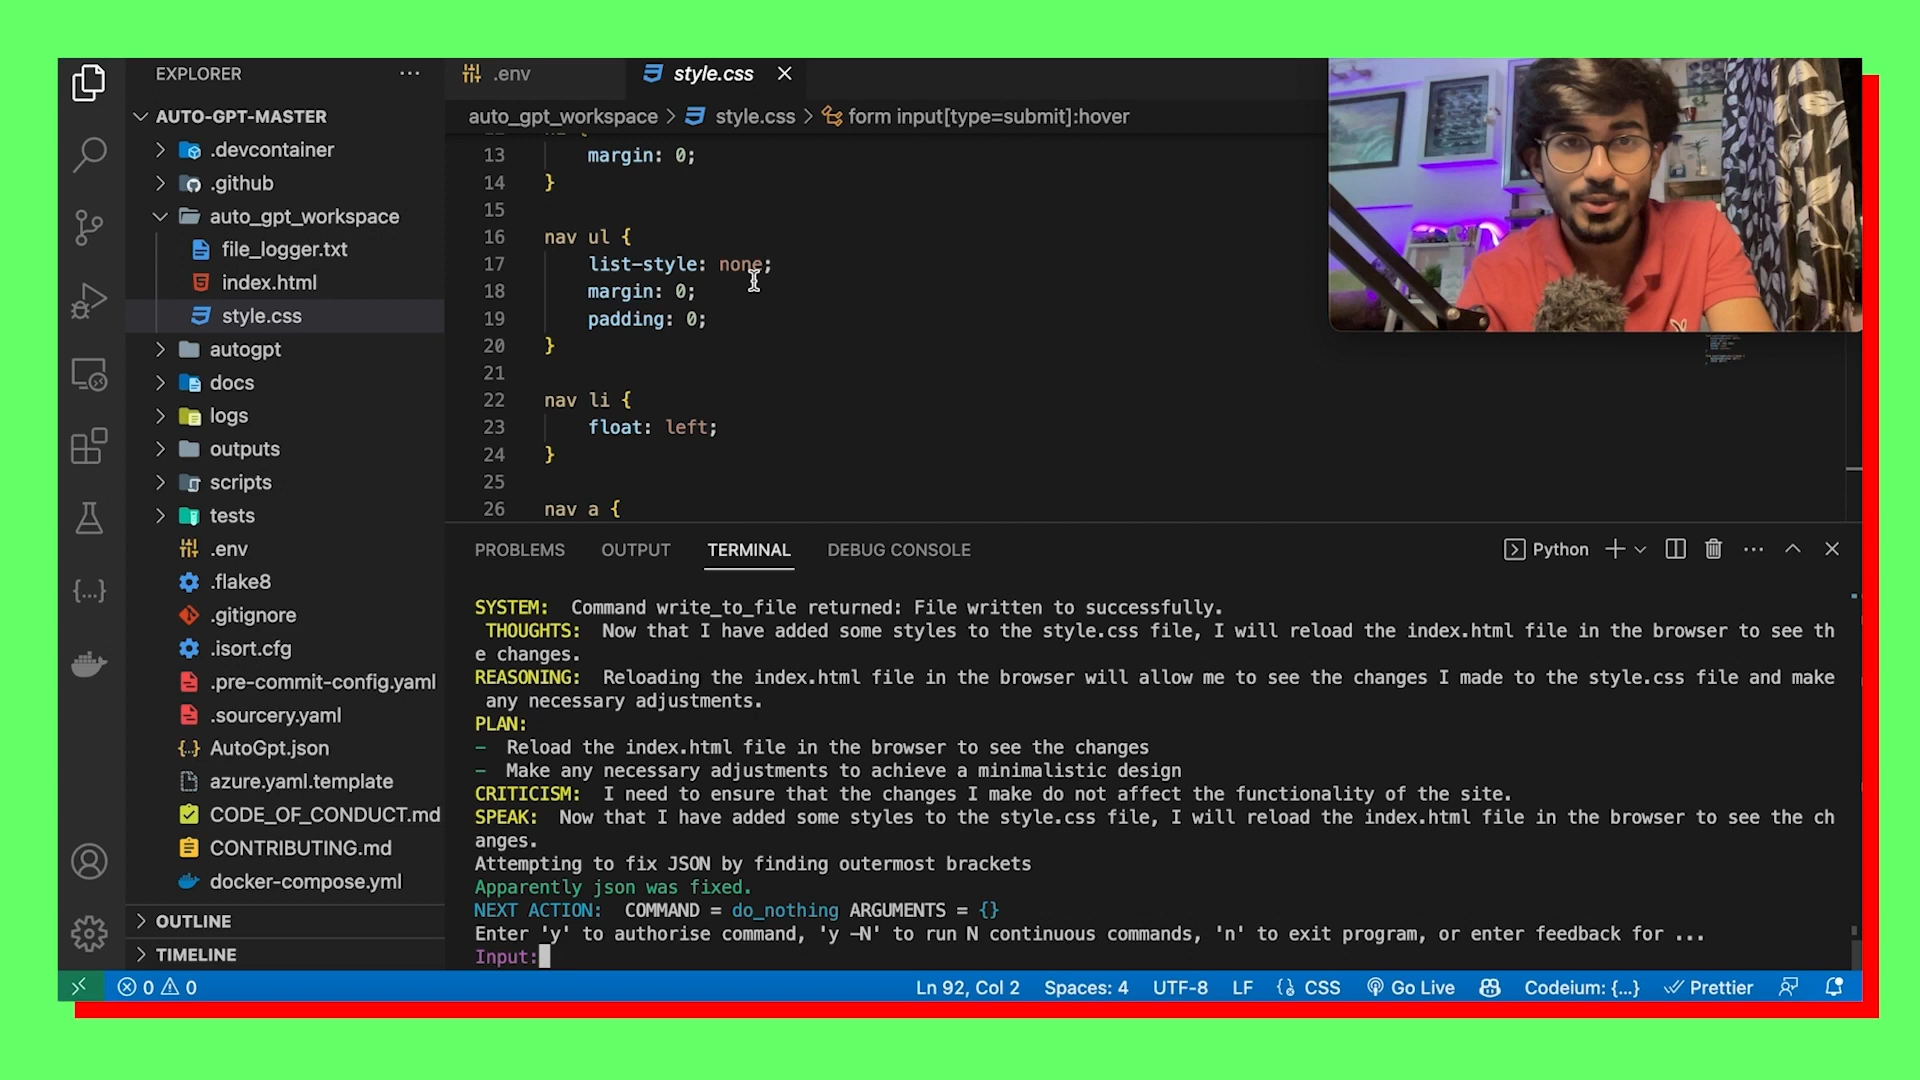 EXPLORER
.env
style.css
AUTO-GPT-MASTER
auto_gpt_workspace > style.css > form input[type=submit]:hover
.devcontainer
.github
auto_gpt_workspace
file_logger.txt
index.html
style.css
autogpt
docs
logs
outputs
scripts
tests
.env
.flake8
.gitignore
.isort.cfg
.pre-commit-config.yaml
.sourcery.yaml
AutoGpt.json
azure.yaml.template
CODE_OF_CONDUCT.md
CONTRIBUTING.md
docker-compose.yml
OUTLINE
TIMELINE
13 margin: 0;
14 }
15
16 nav ul {
17 list-style: none;
18 margin: 0;
19 padding: 0;
20 }
21
22 nav li {
23 float: left;
24 }
25
26 nav a {
PROBLEMS OUTPUT TERMINAL DEBUG CONSOLE
Python
SYSTEM: Command write_to_file returned: File written to successfully.
THOUGHTS: Now that I have added some styles to the style.css file, I will reload the index.html file in the browser to see th
e changes.
REASONING: Reloading the index.html file in the browser will allow me to see the changes I made to the style.css file and make
any necessary adjustments.
PLAN:
- Reload the index.html file in the browser to see the changes
- Make any necessary adjustments to achieve a minimalistic design
CRITICISM: I need to ensure that the changes I make do not affect the functionality of the site.
SPEAK: Now that I have added some styles to the style.css file, I will reload the index.html file in the browser to see the ch
anges.
Attempting to fix JSON by finding outermost brackets
Apparently json was fixed.
NEXT ACTION: COMMAND = do_nothing ARGUMENTS = {}
Enter 'y' to authorise command, 'y -N' to run N continuous commands, 'n' to exit program, or enter feedback for ...
Input:
0 0 Ln 92, Col 2 Spaces: 4 UTF-8 LF CSS Go Live Codeium: {...} Prettier